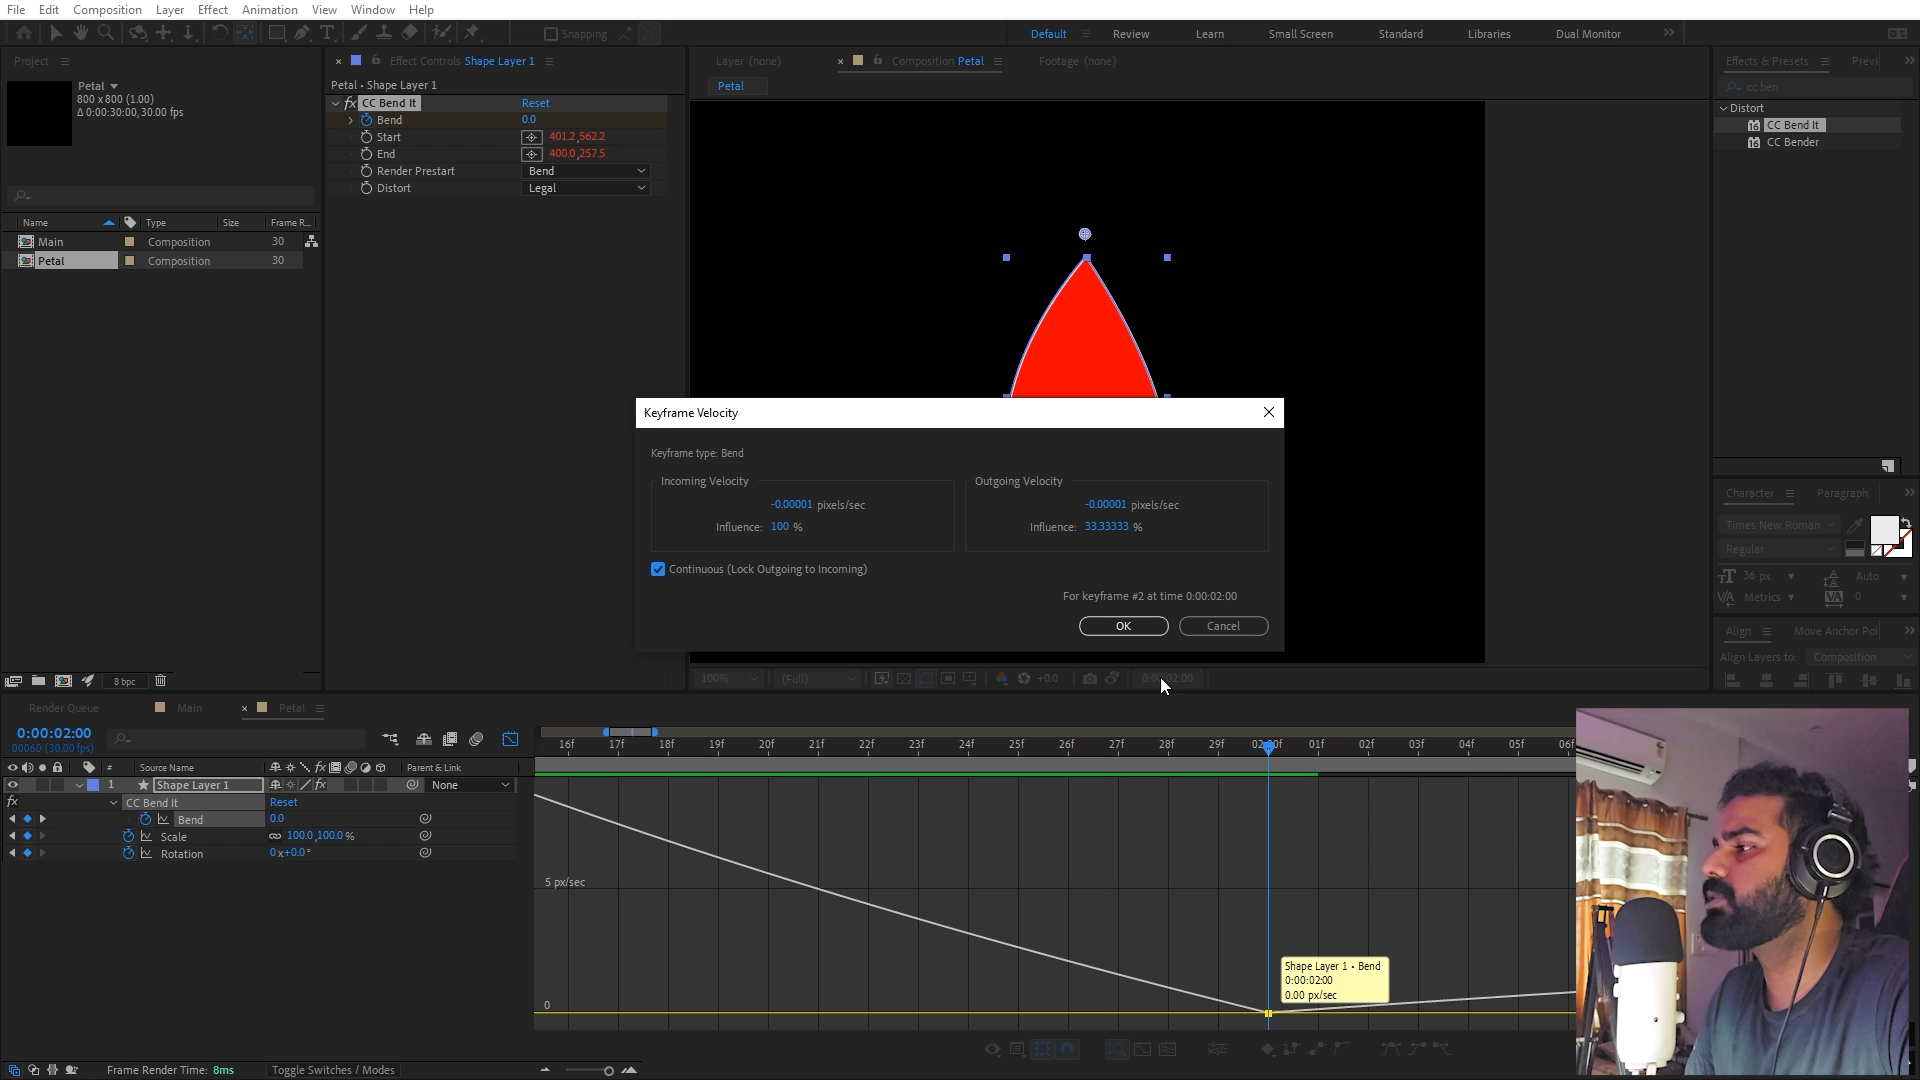 File Edit Composition Layer Effect Animation View Window Help
Snapping
Default Review Learn Small Screen Standard Libraries Dual Monitor
Project
Petal
800 x 800 (1.00)
Δ 0:00:30:00, 30.00 fps
Name Type Size Frame R...
Main Composition 30
Petal Composition 30
8 bpc
Effect Controls Shape Layer 1
Petal • Shape Layer 1
fx CC Bend It Reset
Bend 0.0
Start 401.2,562.2
End 400.0,257.5
Render Prestart Bend
Distort Legal
Layer (none) Composition Petal Footage (none)
Petal
Keyframe Velocity
Keyframe type: Bend
Incoming Velocity Outgoing Velocity
-0.00001 pixels/sec -0.00001 pixels/sec
Influence: 100 % Influence: 33.33333 %
Continuous (Lock Outgoing to Incoming)
For keyframe #2 at time 0:00:02:00
OK Cancel
100% (Full) +0.0 0:00:02:00
Effects & Presets Previ
cc ben
Distort
16 CC Bend It
16 CC Bender
Character Paragraph
Times New Roman
Regular
36 px Auto
Metrics 0
Align Move Anchor Poi
Align Layers to: Composition
Render Queue Main Petal
0:00:02:00
00060 (30.00 fps)
# Source Name fx Parent & Link
1 Shape Layer 1 fx None
fx CC Bend It Reset
Bend 0.0
Scale 100.0,100.0 %
Rotation 0x+0.0°
16f 17f 18f 19f 20f 21f 22f 23f 24f 25f 26f 27f 28f 29f 02:00f 01f 02f 03f 04f 05f 06f
5 px/sec
0
Shape Layer 1 • Bend
0:00:02:00
0.00 px/sec
Frame Render Time: 8ms Toggle Switches / Modes